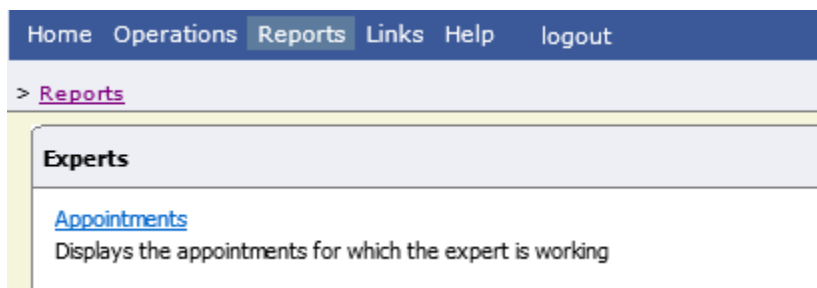 Home Operations Reports Links Help logout
> Reports
Experts
Appointments
Displays the appointments for which the expert is working